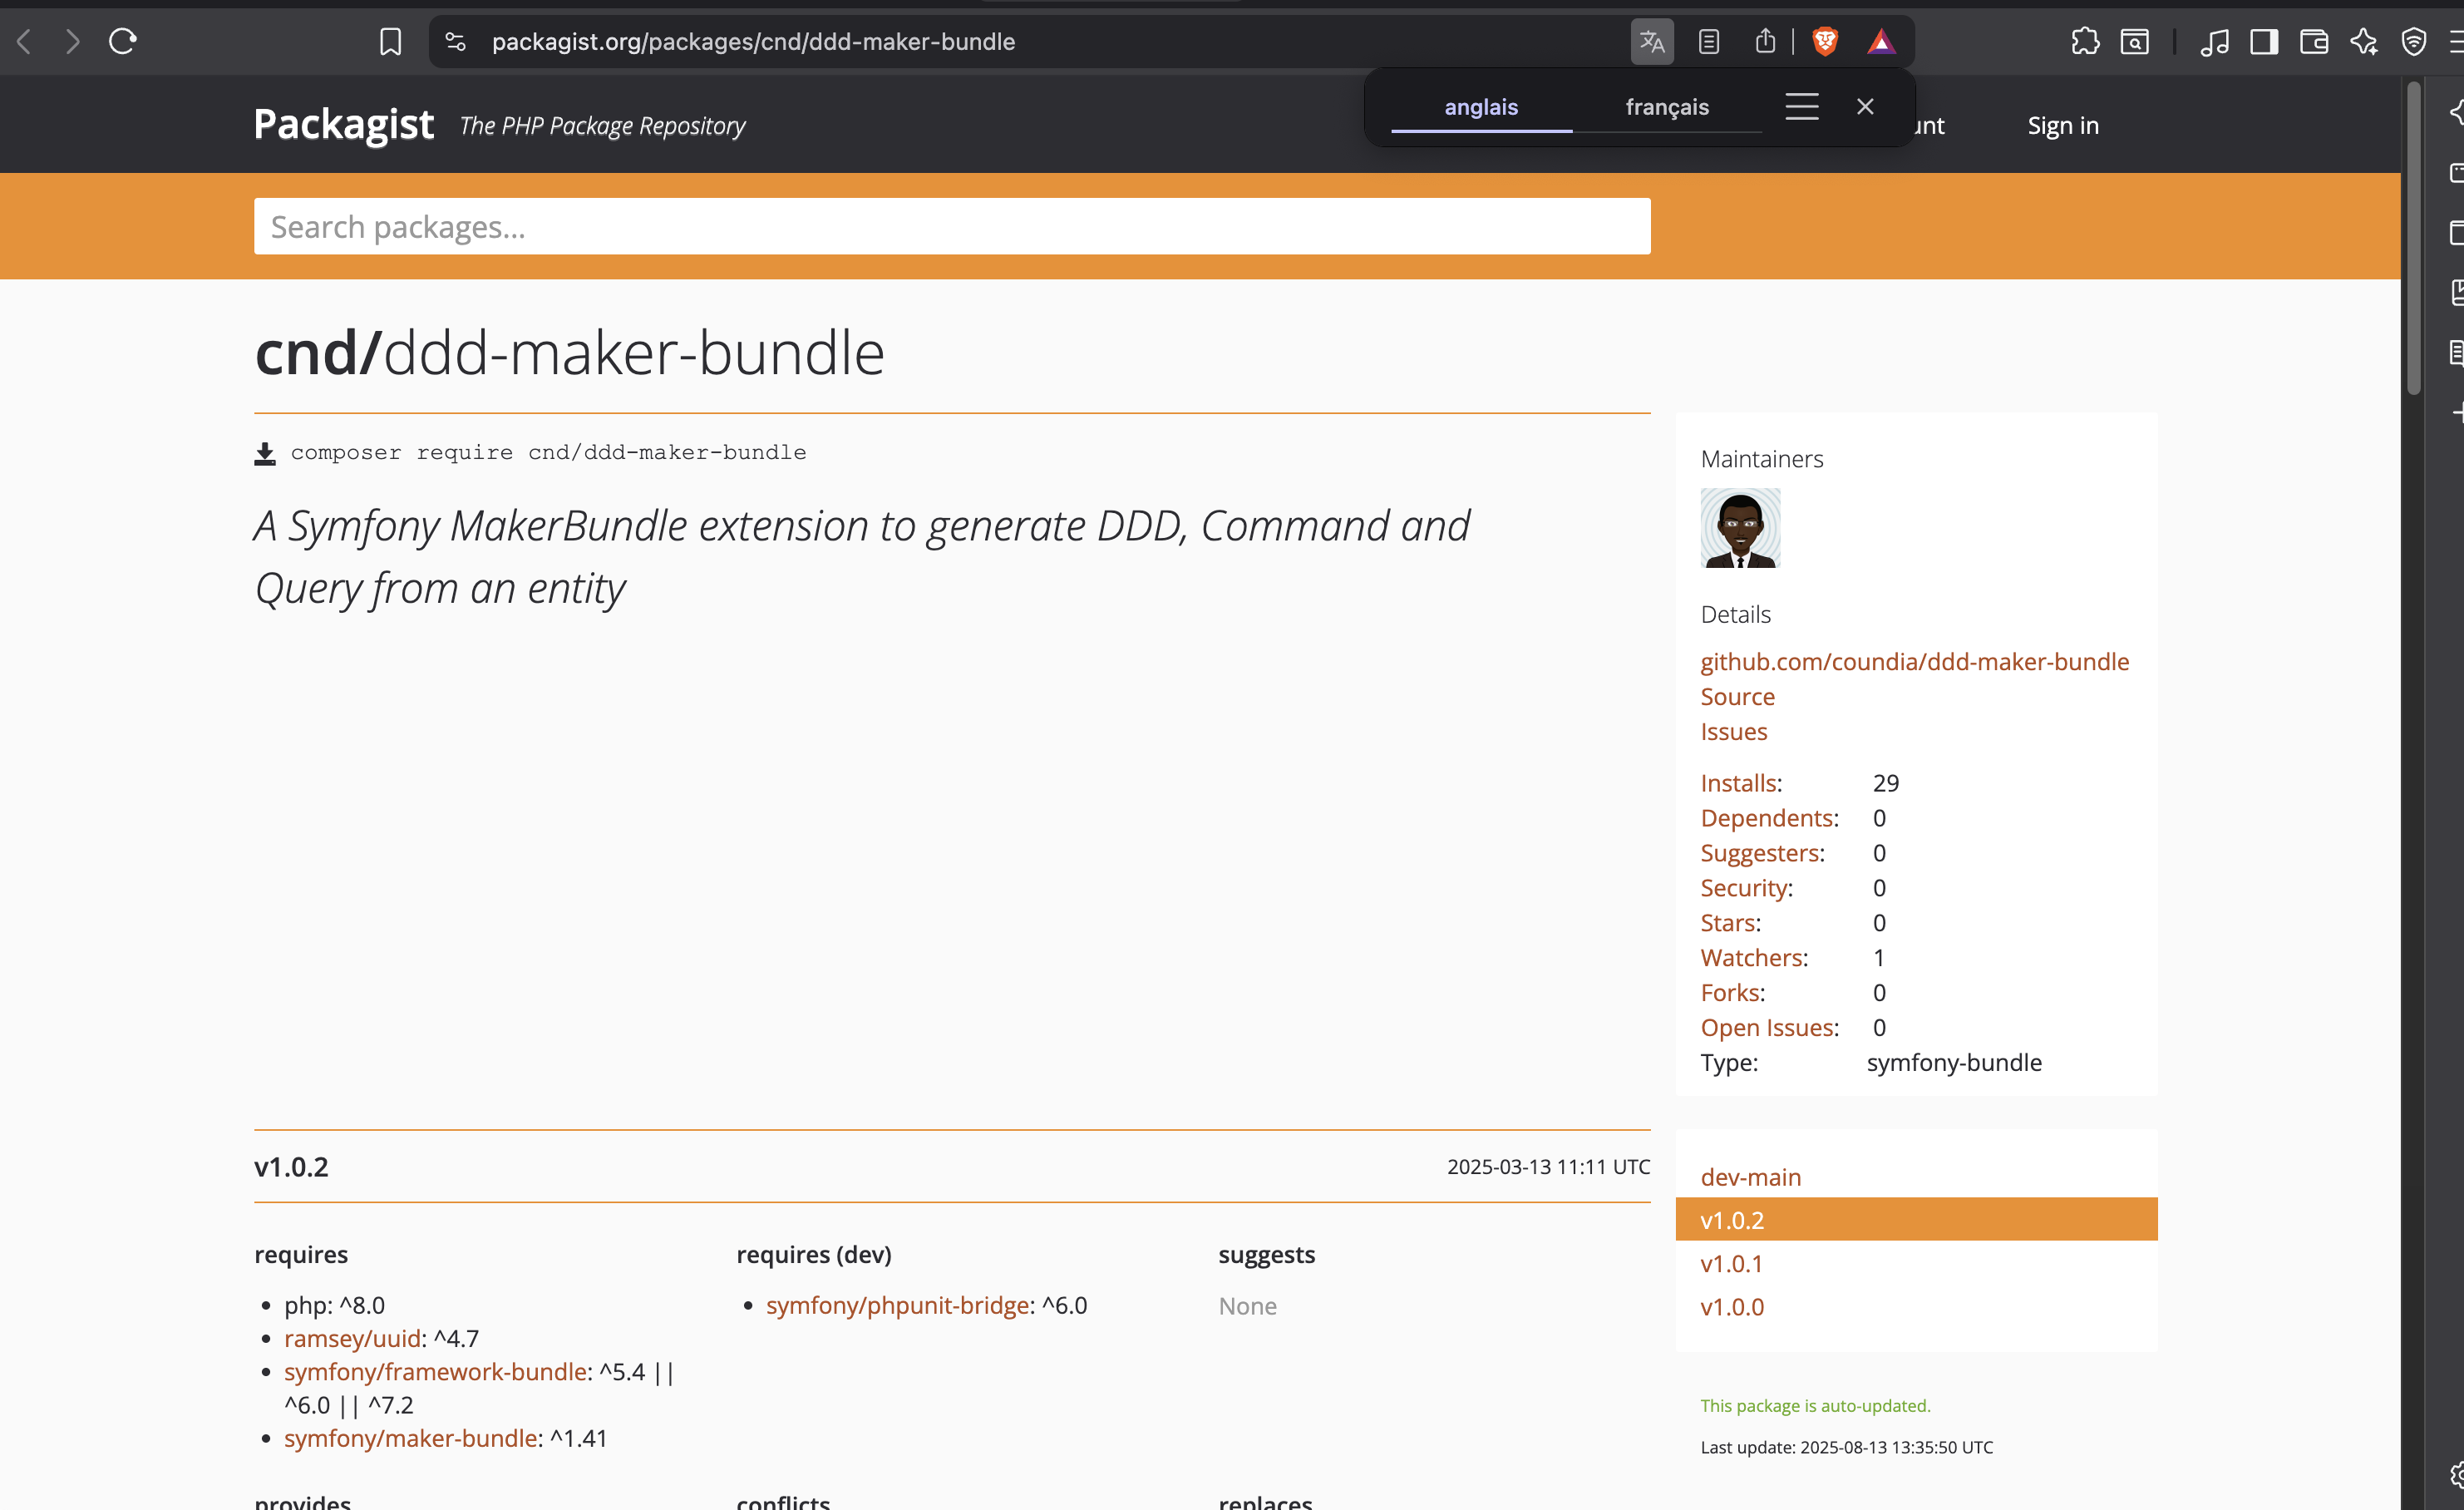 packagist.org/packages/cnd/ddd-maker-bundle
anglais
français
Packagist The PHP Package Repository
Sign in
Search packages...
cnd/ddd-maker-bundle
composer require cnd/ddd-maker-bundle
A Symfony MakerBundle extension to generate DDD, Command and
Query from an entity
Maintainers
Details
github.com/coundia/ddd-maker-bundle
Source
Issues
Installs: 29
Dependents: 0
Suggesters: 0
Security: 0
Stars: 0
Watchers: 1
Forks: 0
Open Issues: 0
Type: symfony-bundle
v1.0.2 2025-03-13 11:11 UTC
requires
php: ^8.0
ramsey/uuid: ^4.7
symfony/framework-bundle: ^5.4 ||
^6.0 || ^7.2
symfony/maker-bundle: ^1.41
requires (dev)
symfony/phpunit-bridge: ^6.0
suggests
None
provides
conflicts
replaces
dev-main
v1.0.2
v1.0.1
v1.0.0
This package is auto-updated.
Last update: 2025-08-13 13:35:50 UTC